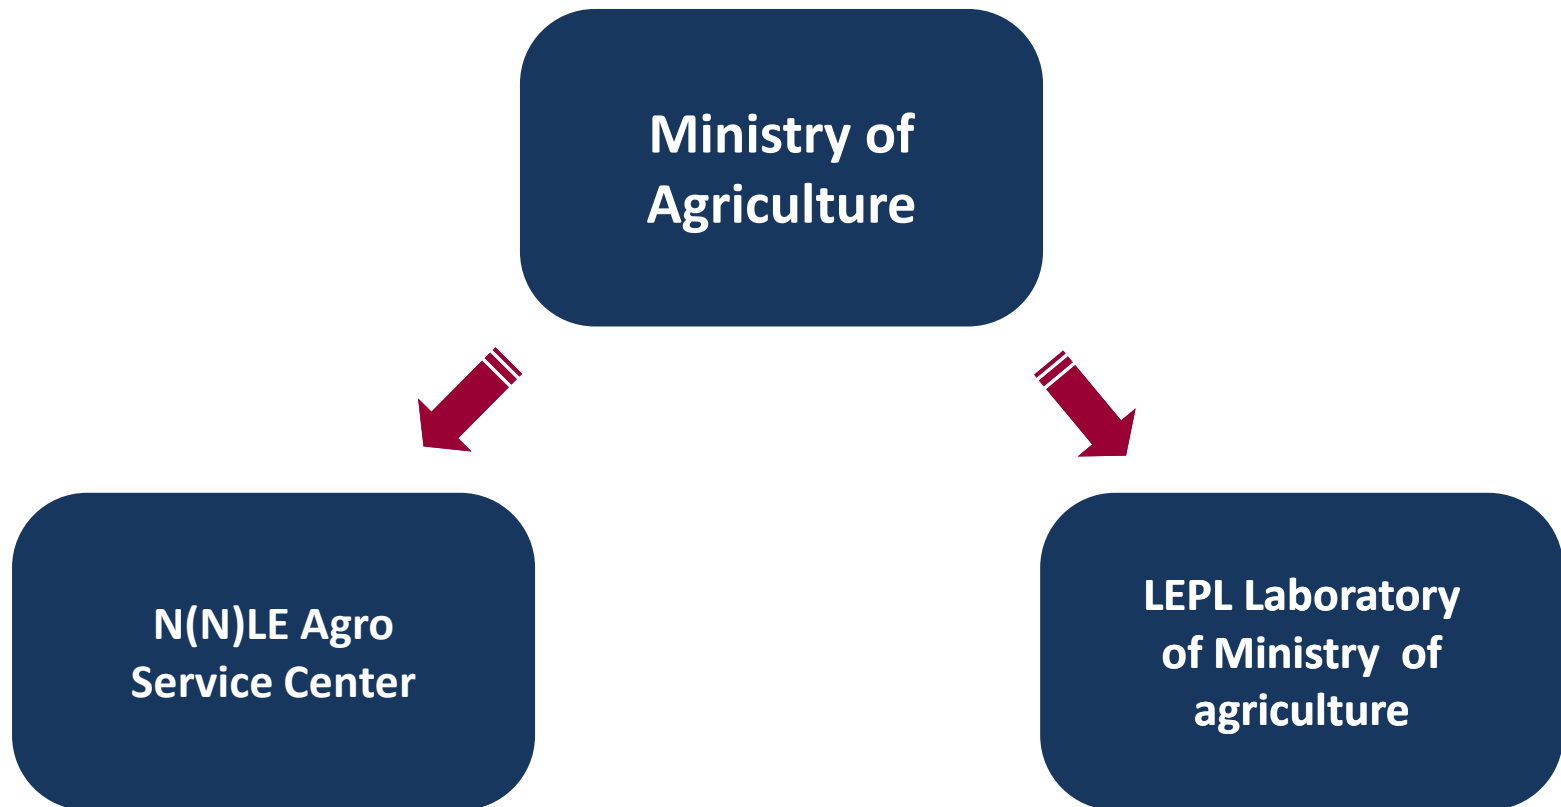 Ministry of
Agriculture
N(N)LE Agro
Service Center
LEPL Laboratory
of Ministry  of
agriculture